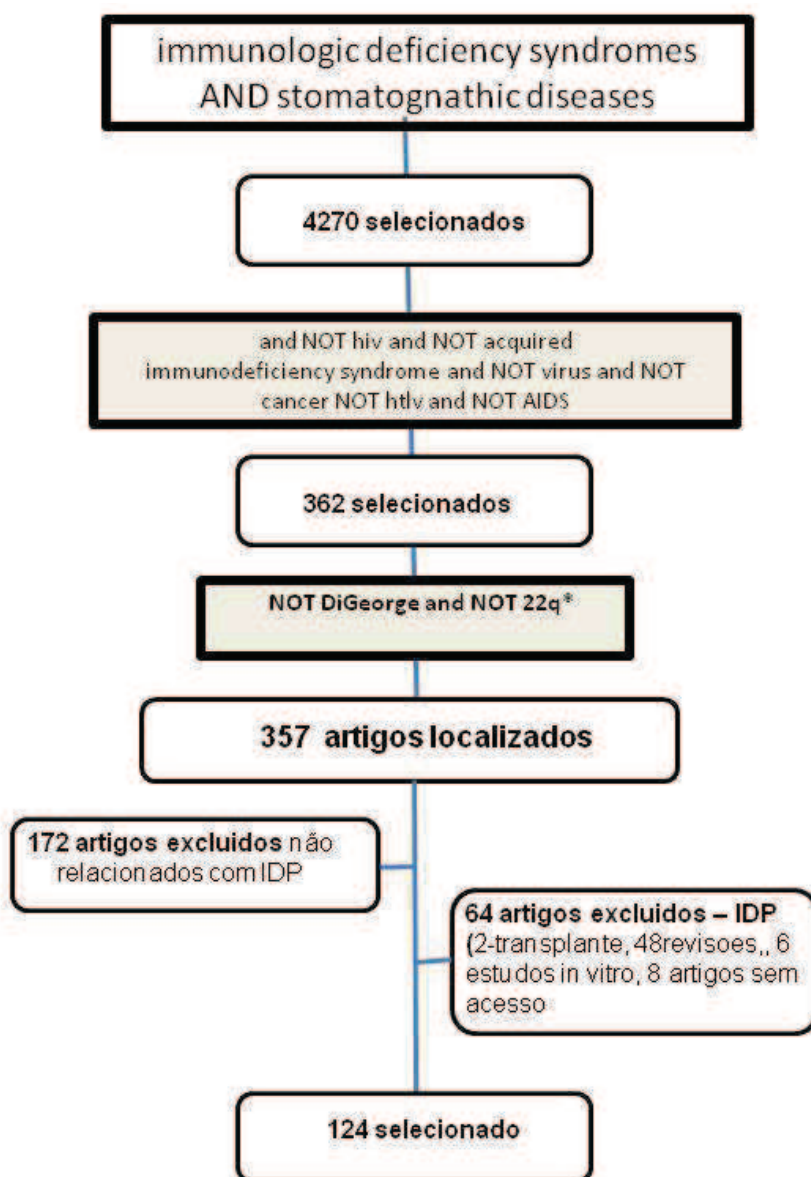 immunologic deficiency syndromes
AND stomatognathic diseases
4270 selecionados
and NOT hiv and NOT acquired
immunodeficiency syndrome and NOT virus and NOT
cancer NOT htlv and NOT AIDS
362 selecionados
NOT DiGeorge and NOT 22q*
357 artigos localizados
172 artigos excluidos não
relacionados com IDP
64 artigos excluidos – IDP
(2-transplante, 48revisoes,, 6
estudos in vitro, 8 artigos sem
acesso
124 selecionado